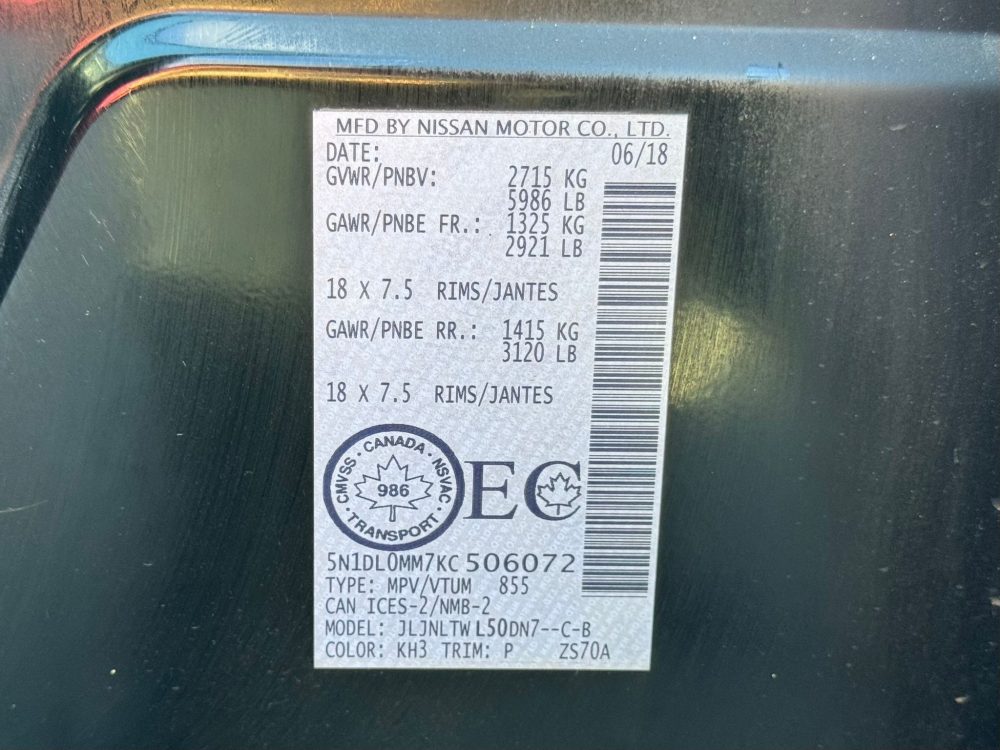 MFD BY NISSAN MOTOR CO., LTD.
DATE: 06/18
GVWR/PNBV: 2715 KG
5986 LB
GAWR/PNBE FR.: 1325 KG
2921 LB
18 X 7.5 RIMS/JANTES
GAWR/PNBE RR.: 1415 KG
3120 LB
18 X 7.5 RIMS/JANTES
CMVSS · CANADA · NSVAC
986
· TRANSPORT ·
EC
5N1DL0MM7KC506072
TYPE: MPV/VTUM 855
CAN ICES-2/NMB-2
MODEL: JLJNLTWL50DN7--C-B
COLOR: KH3 TRIM: P ZS70A